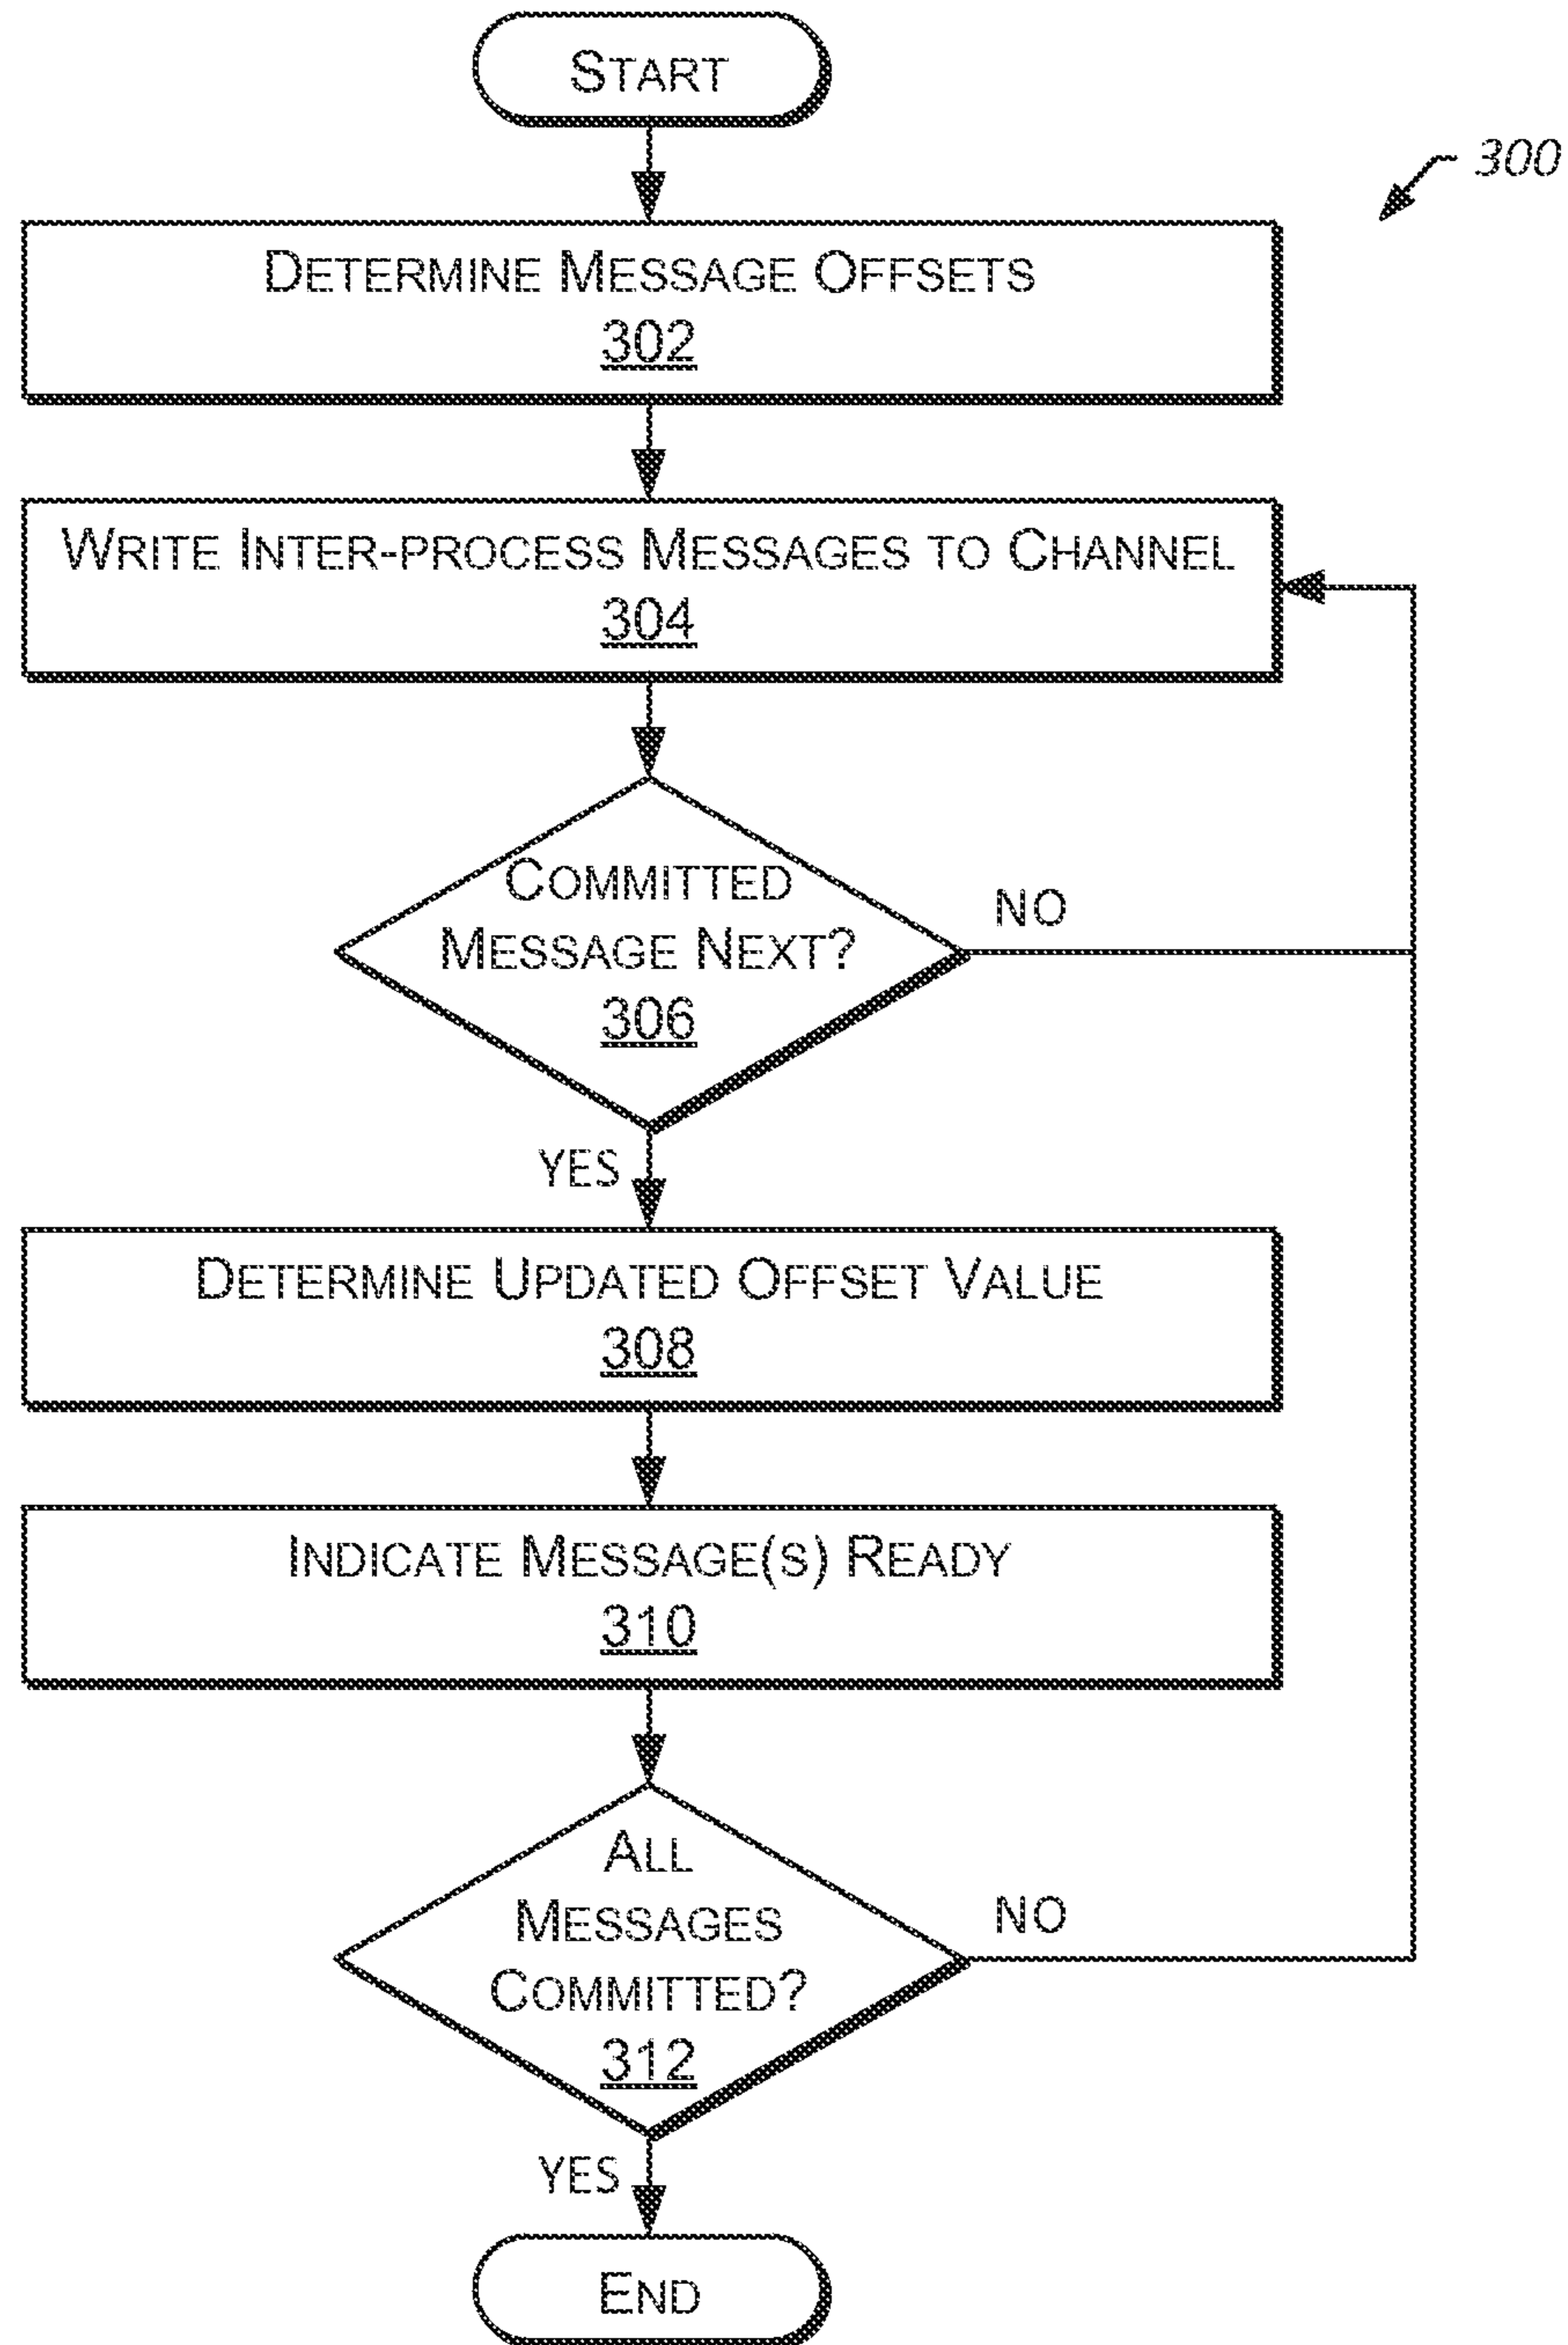 START
300
DETERMINE MESSAGE OFFSETS
302
WRITE INTER-PROCESS MESSAGES TO CHANNEL
304
COMMITTED
MESSAGE NEXT?
306
NO
YES
DETERMINE UPDATED OFFSET VALUE
308
INDICATE MESSAGE(S) READY
310
ALL
MESSAGES
COMMITTED?
312
NO
YES
END